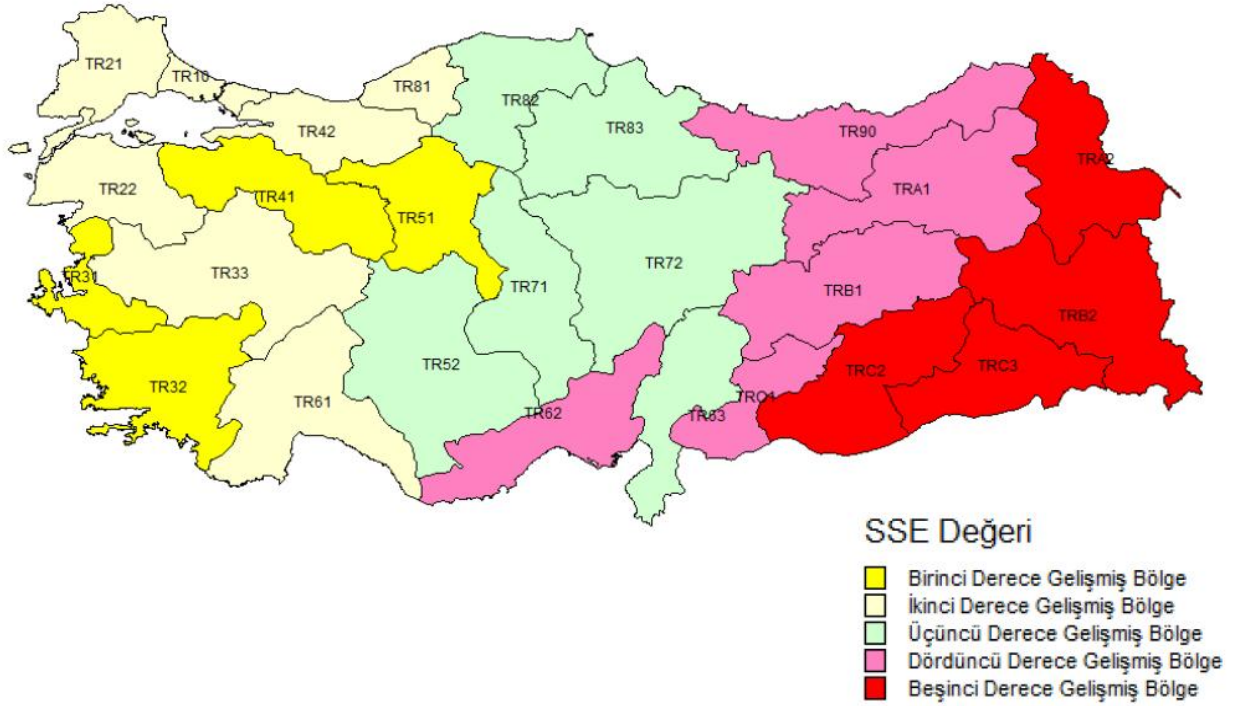 TR21
TR10
TR81
TR82
TR42
TR83
TR90
TRA2
TR22
TR41
TRA1
TR51
TR31
TR33
TR71
TR72
TRB1
TRB2
TR32
TR52
TRC2
TRC3
TR61
TR62
TR63
TRC1
SSE Değeri
Birinci Derece Gelişmiş Bölge
İkinci Derece Gelişmiş Bölge
Üçüncü Derece Gelişmiş Bölge
Dördüncü Derece Gelişmiş Bölge
Beşinci Derece Gelişmiş Bölge